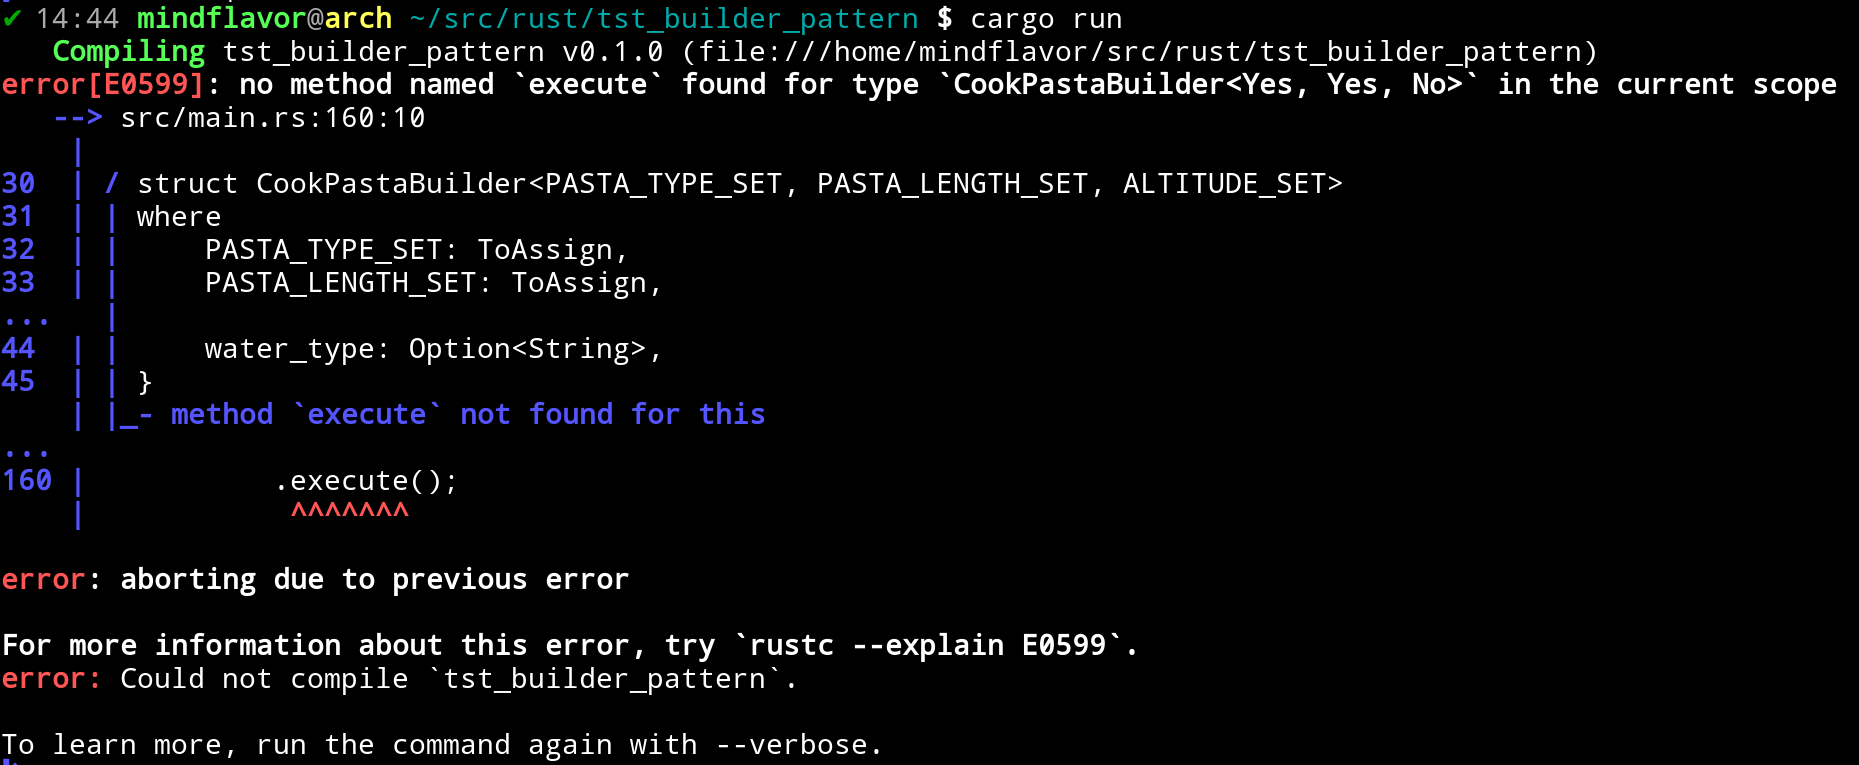 ✔ 14:44 mindflavor@arch ~/src/rust/tst_builder_pattern $ cargo run
   Compiling tst_builder_pattern v0.1.0 (file:///home/mindflavor/src/rust/tst_builder_pattern)
error[E0599]: no method named `execute` found for type `CookPastaBuilder<Yes, Yes, No>` in the current scope
   --> src/main.rs:160:10
    |
30  | / struct CookPastaBuilder<PASTA_TYPE_SET, PASTA_LENGTH_SET, ALTITUDE_SET>
31  | | where
32  | |     PASTA_TYPE_SET: ToAssign,
33  | |     PASTA_LENGTH_SET: ToAssign,
...   |
44  | |     water_type: Option<String>,
45  | | }
    | |_- method `execute` not found for this
...
160 |           .execute();
    |            ^^^^^^^

error: aborting due to previous error

For more information about this error, try `rustc --explain E0599`.
error: Could not compile `tst_builder_pattern`.

To learn more, run the command again with --verbose.